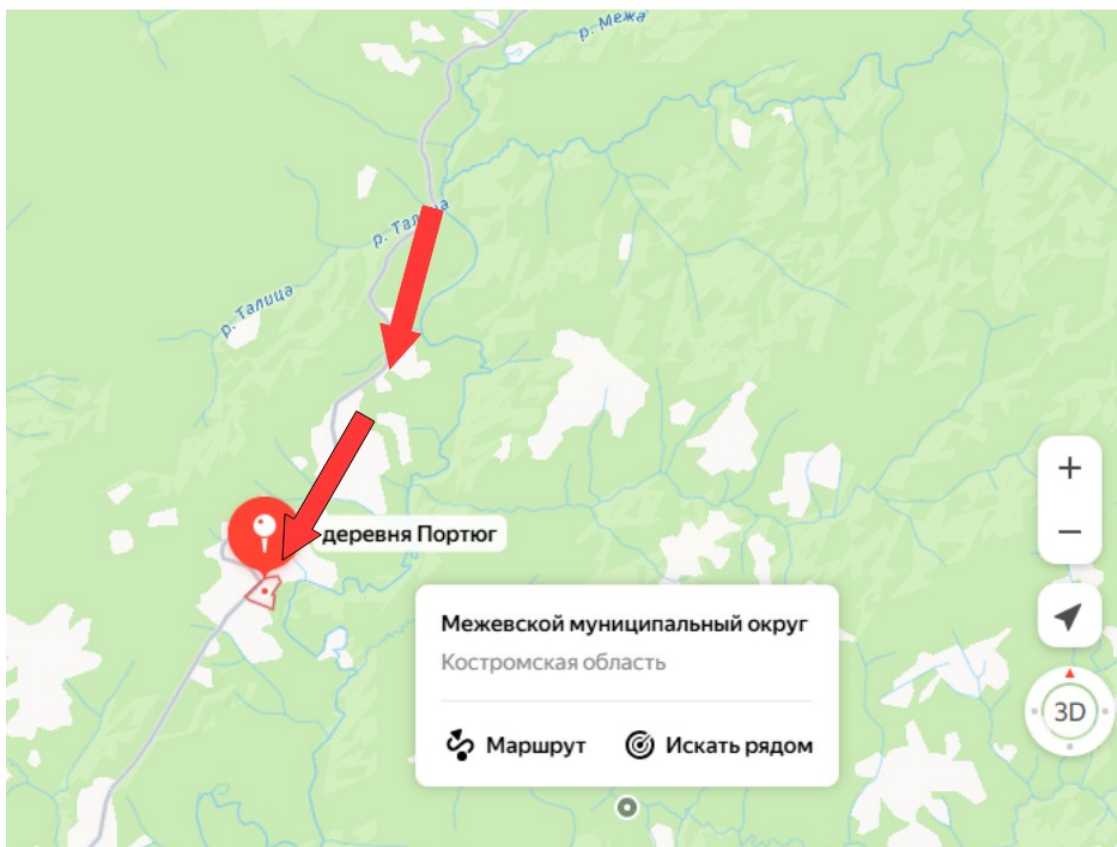 р. Межа
р. Талица
р. Талица
деревня Портюг
Межевской муниципальный округ
Костромская область
Маршрут
Искать рядом
+
−
3D